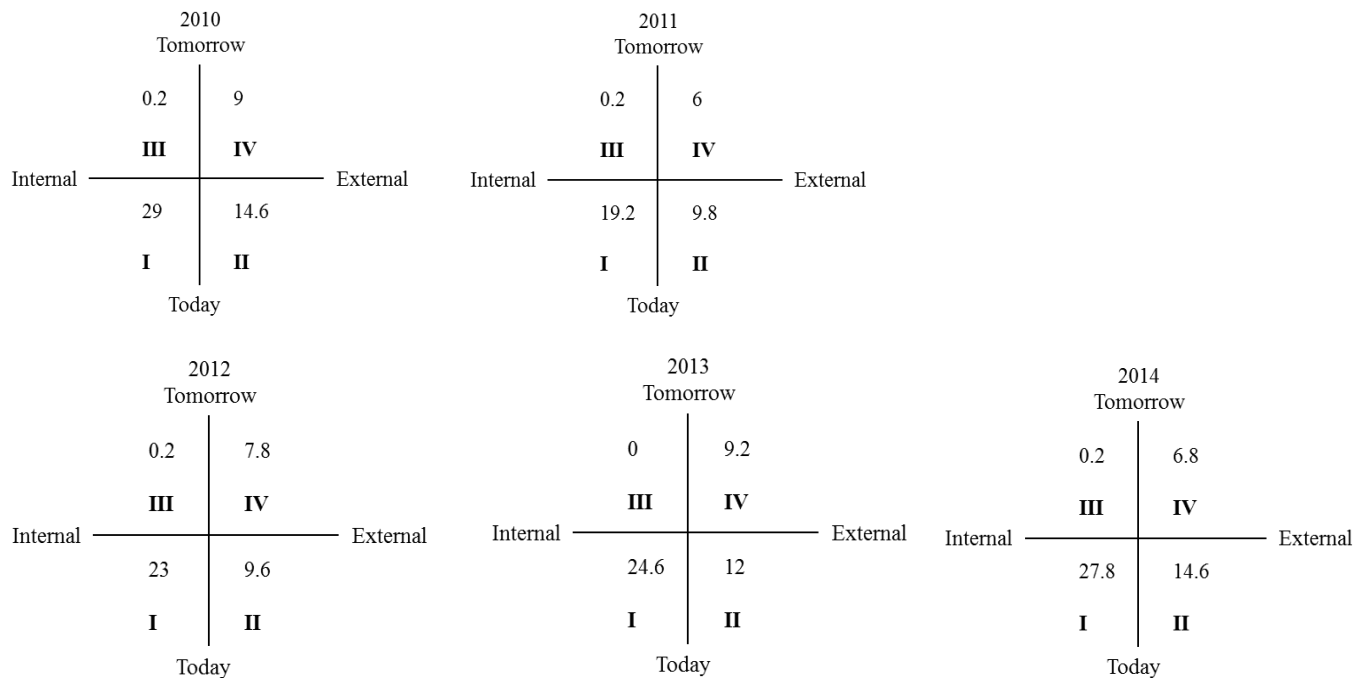 2010
Tomorrow
0.2 9
III IV
Internal External
29 14.6
I II
Today
2011
Tomorrow
0.2 6
III IV
Internal External
19.2 9.8
I II
Today
2012
Tomorrow
0.2 7.8
III IV
Internal External
23 9.6
I II
Today
2013
Tomorrow
0 9.2
III IV
Internal External
24.6 12
I II
Today
2014
Tomorrow
0.2 6.8
III IV
Internal External
27.8 14.6
I II
Today